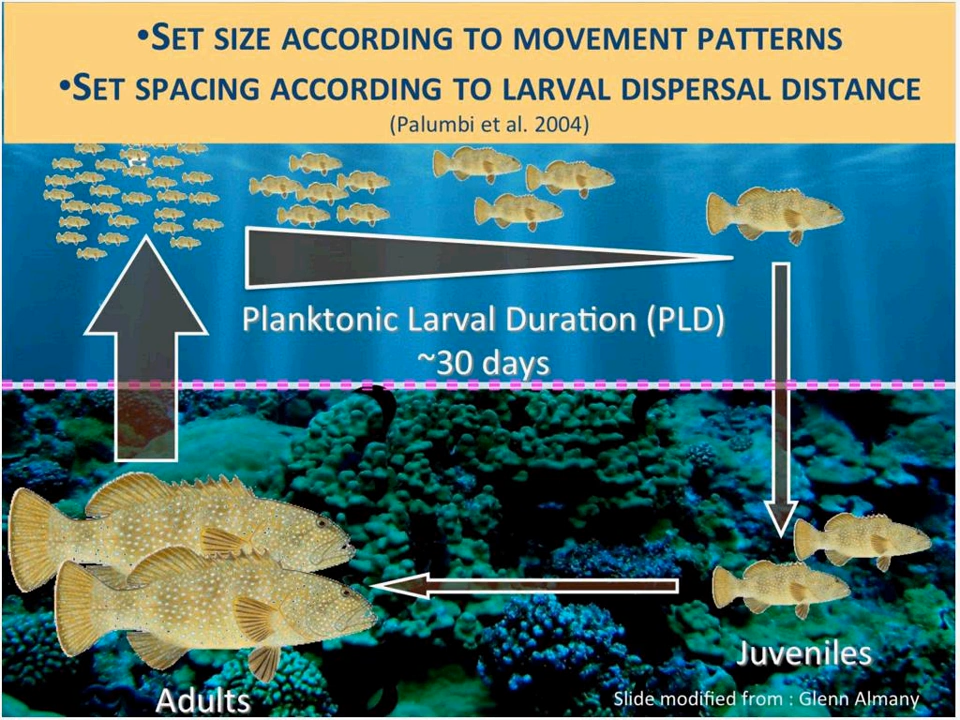 •SET SIZE ACCORDING TO MOVEMENT PATTERNS
•SET SPACING ACCORDING TO LARVAL DISPERSAL DISTANCE
(Palumbi et al. 2004)
Planktonic Larval Duration (PLD)
~30 days
Juveniles
Adults
Slide modified from : Glenn Almany